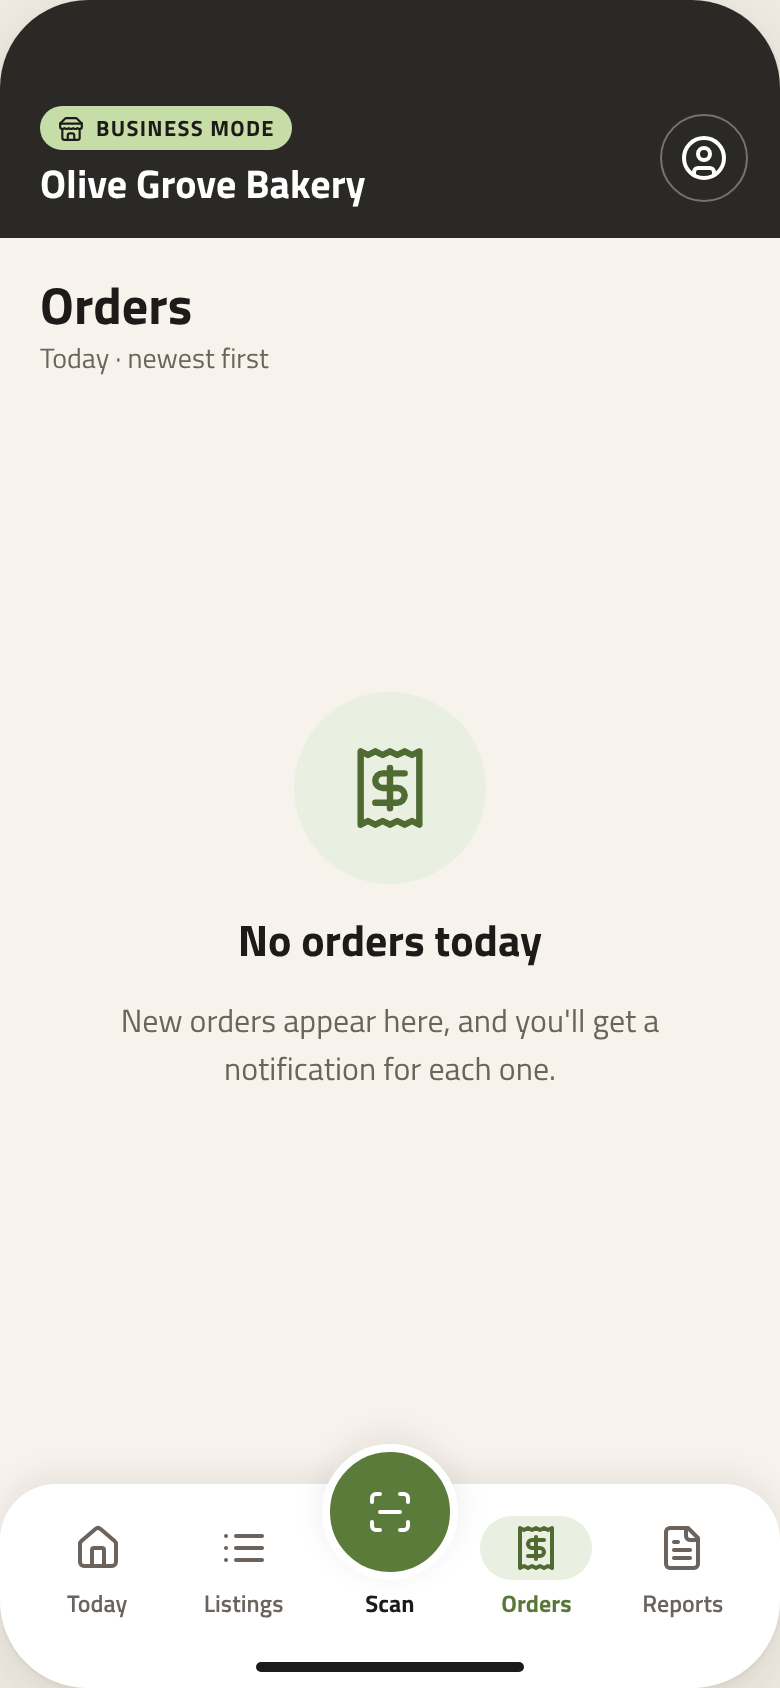 BUSINESS MODE
Olive Grove Bakery
Orders
Today · newest first
No orders today
New orders appear here, and you'll get a
notification for each one.
Today
Listings
Scan
Orders
Reports